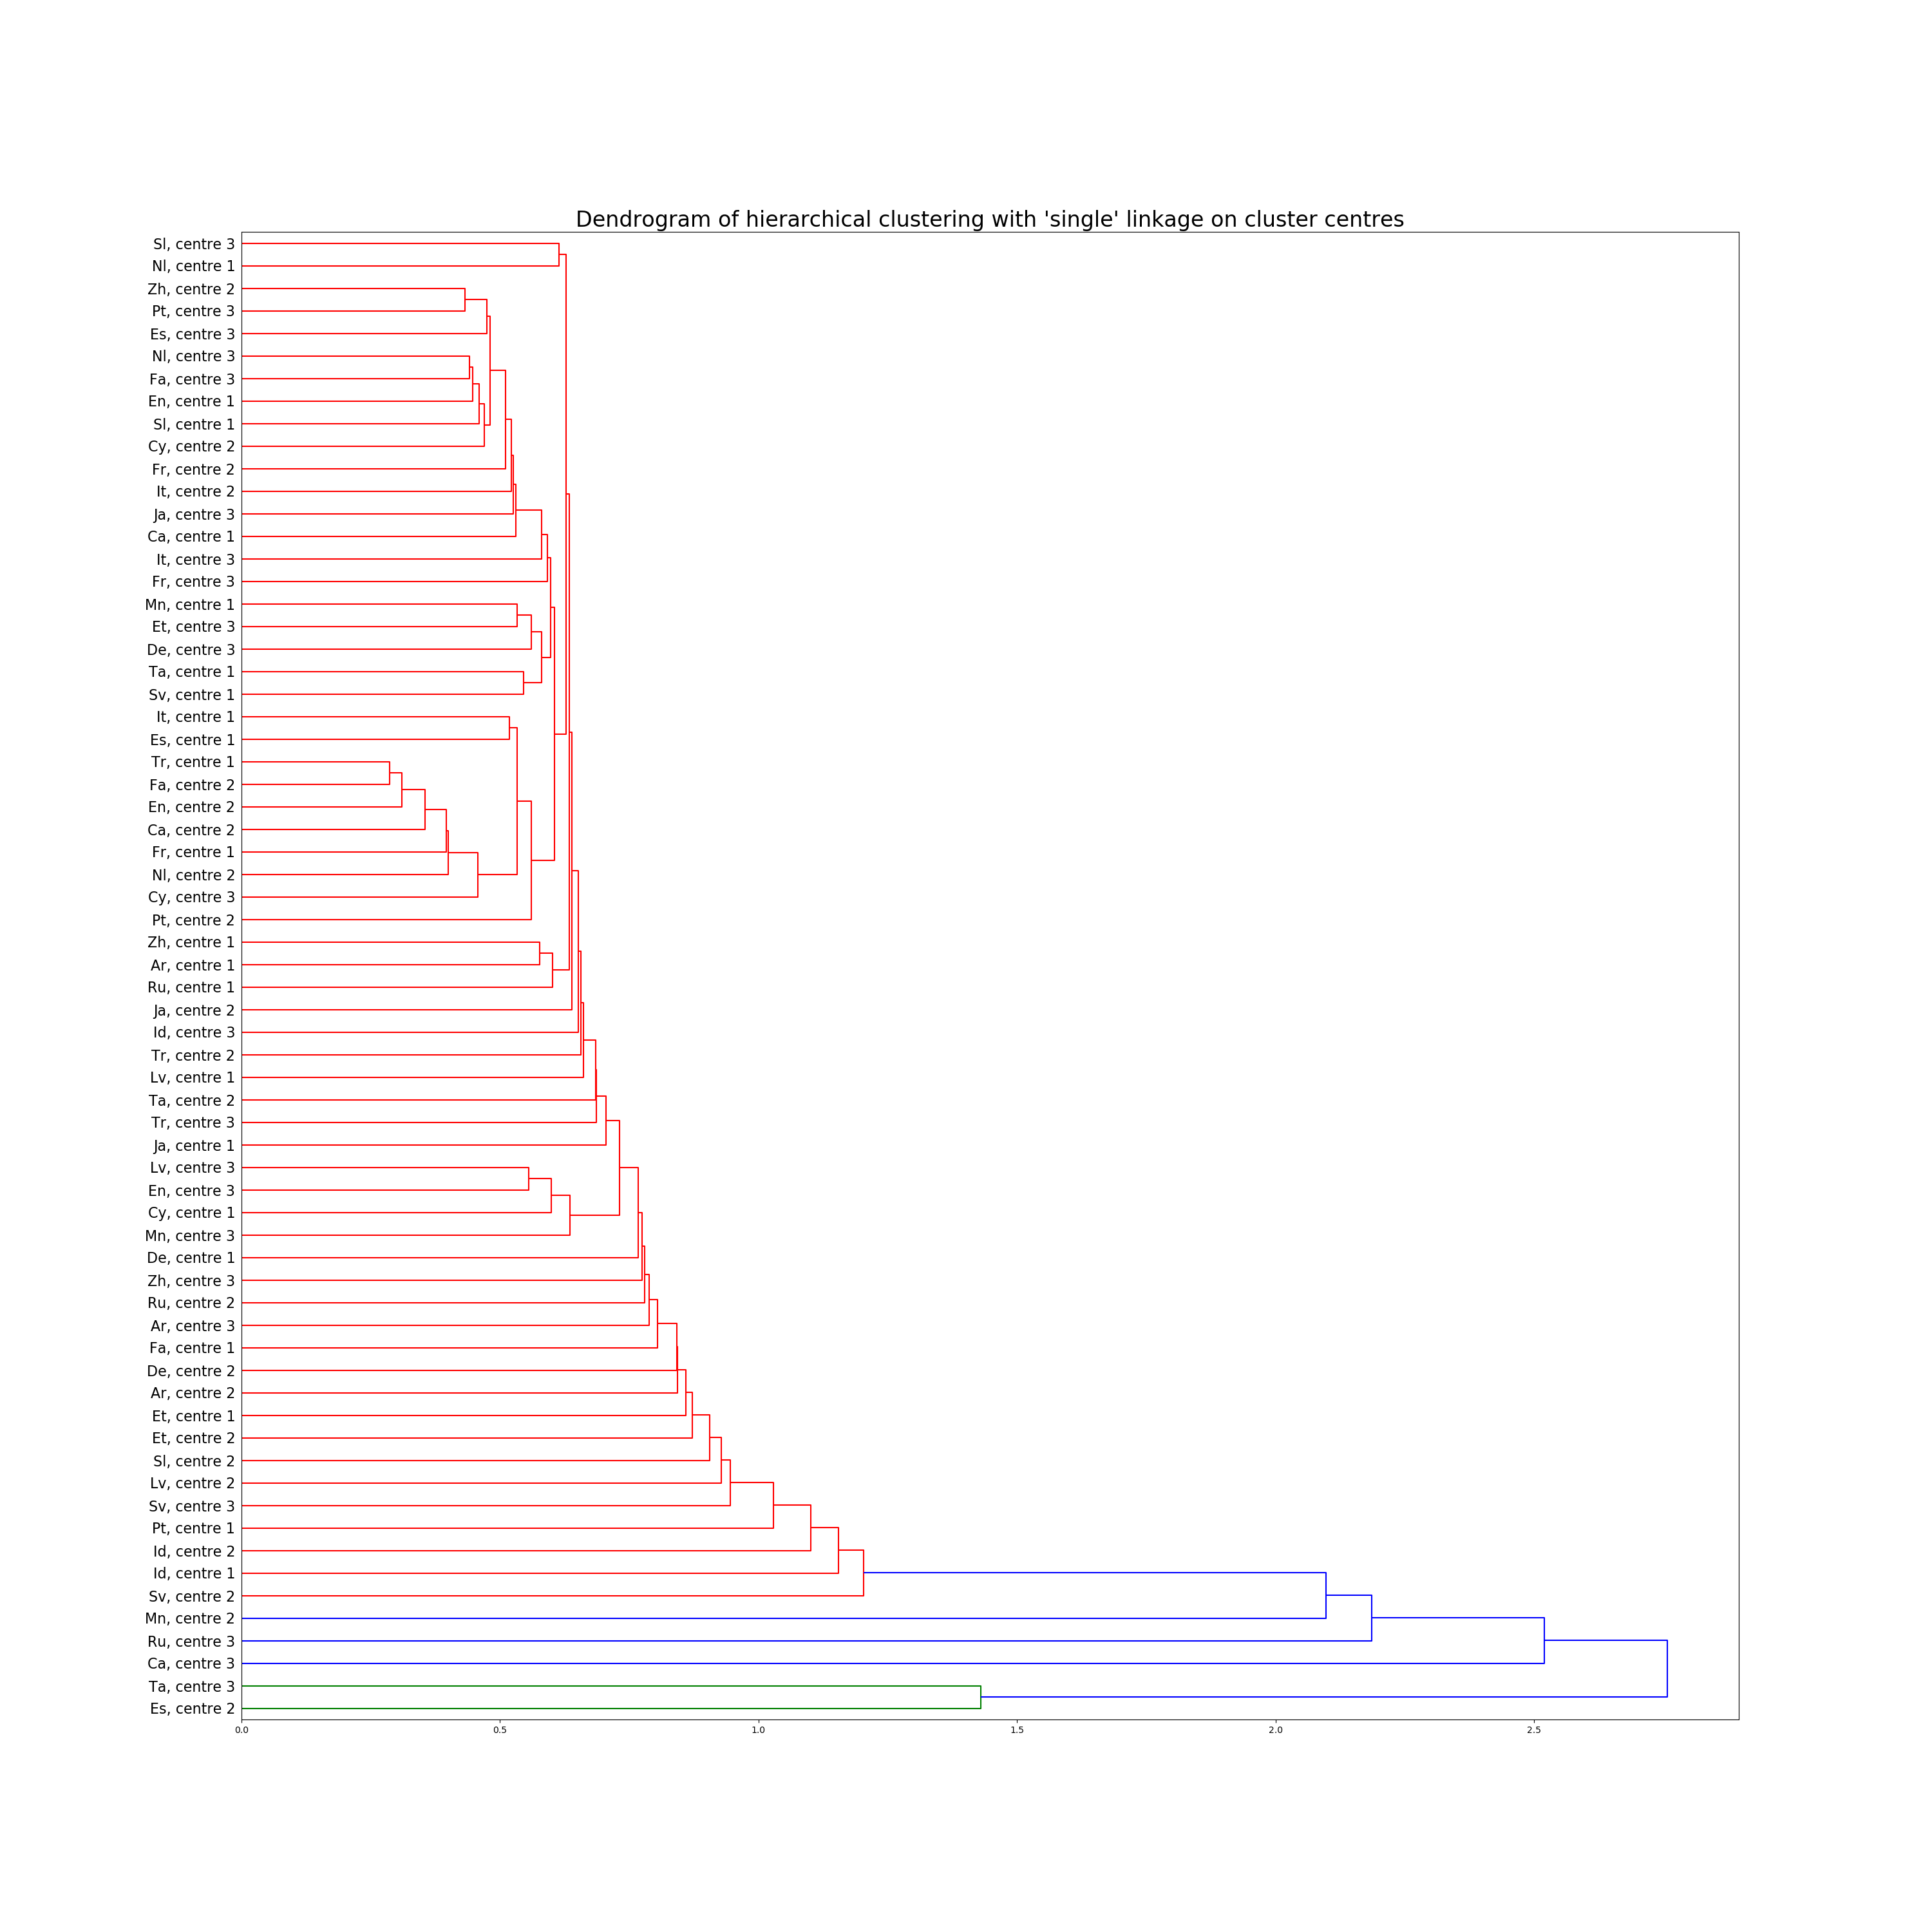 Dendrogram of hierarchical clustering with 'single' linkage on cluster centres
Sl, centre 3
Nl, centre 1
Zh, centre 2
Pt, centre 3
Es, centre 3
Nl, centre 3
Fa, centre 3
En, centre 1
Sl, centre 1
Cy, centre 2
Fr, centre 2
It, centre 2
Ja, centre 3
Ca, centre 1
It, centre 3
Fr, centre 3
Mn, centre 1
Et, centre 3
De, centre 3
Ta, centre 1
Sv, centre 1
It, centre 1
Es, centre 1
Tr, centre 1
Fa, centre 2
En, centre 2
Ca, centre 2
Fr, centre 1
Nl, centre 2
Cy, centre 3
Pt, centre 2
Zh, centre 1
Ar, centre 1
Ru, centre 1
Ja, centre 2
Id, centre 3
Tr, centre 2
Lv, centre 1
Ta, centre 2
Tr, centre 3
Ja, centre 1
Lv, centre 3
En, centre 3
Cy, centre 1
Mn, centre 3
De, centre 1
Zh, centre 3
Ru, centre 2
Ar, centre 3
Fa, centre 1
De, centre 2
Ar, centre 2
Et, centre 1
Et, centre 2
Sl, centre 2
Lv, centre 2
Sv, centre 3
Pt, centre 1
Id, centre 2
Id, centre 1
Sv, centre 2
Mn, centre 2
Ru, centre 3
Ca, centre 3
Ta, centre 3
Es, centre 2
0.0 0.5 1.0 1.5 2.0 2.5